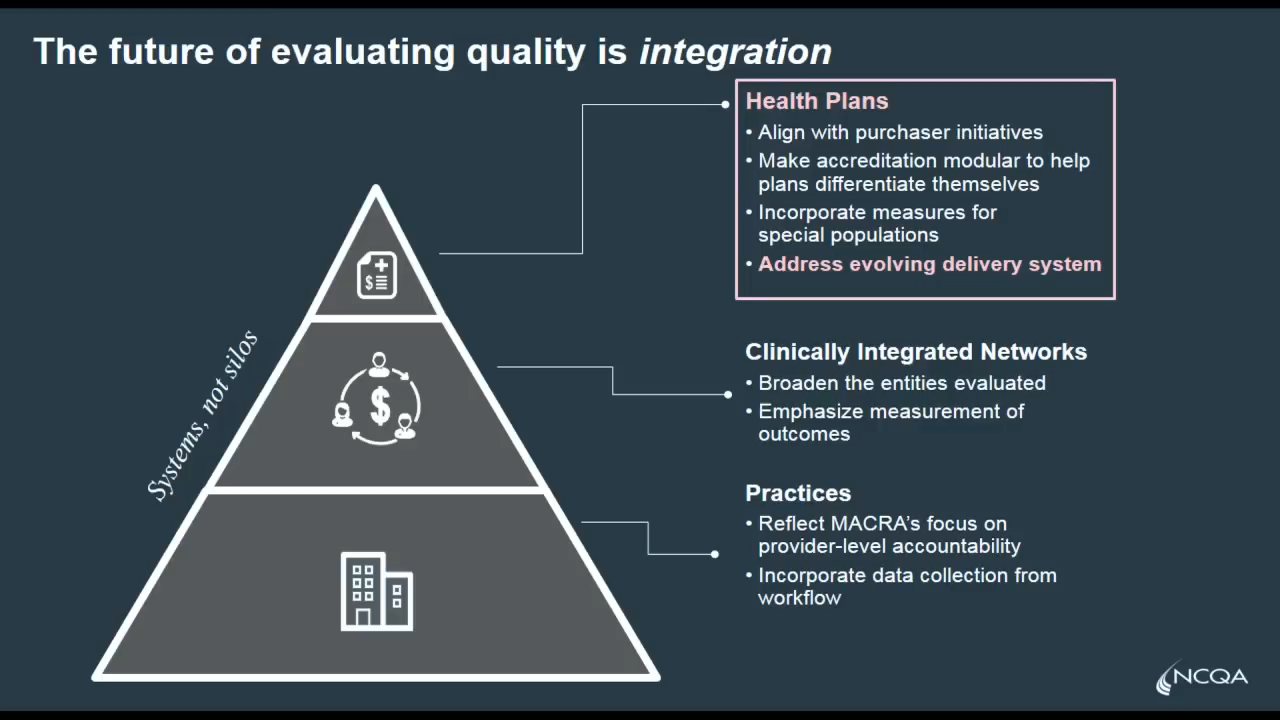 The future of evaluating quality is integration
Health Plans
• Align with purchaser initiatives
• Make accreditation modular to help
plans differentiate themselves
• Incorporate measures for
special populations
• Address evolving delivery system
$
Systems, not silos
$
Clinically Integrated Networks
• Broaden the entities evaluated
• Emphasize measurement of
outcomes
Practices
• Reflect MACRA's focus on
provider-level accountability
• Incorporate data collection from
workflow
NCQA